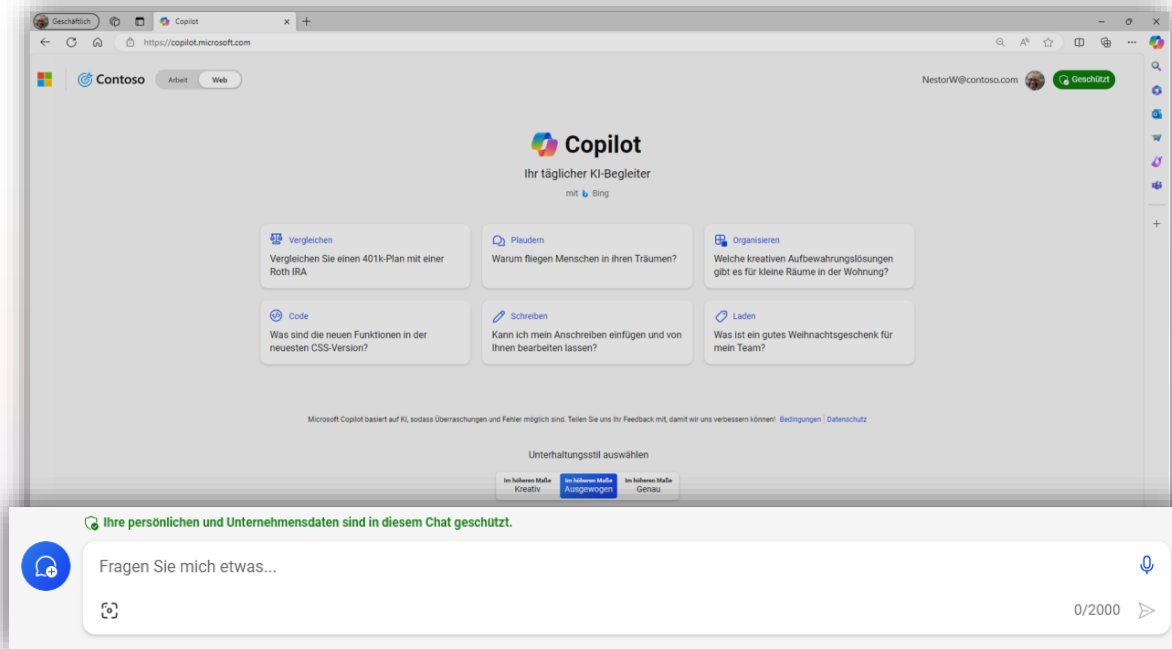 Geschäftlich
Copilot
https://copilot.microsoft.com
Contoso
Arbeit Web
NestorW@contoso.com
Geschützt
Copilot
Ihr täglicher KI-Begleiter
mit b Bing
Vergleichen
Vergleichen Sie einen 401k-Plan mit einer
Roth IRA
Plaudern
Warum fliegen Menschen in ihren Träumen?
Organisieren
Welche kreativen Aufbewahrungslösungen
gibt es für kleine Räume in der Wohnung?
Code
Was sind die neuen Funktionen in der
neuesten CSS-Version?
Schreiben
Kann ich mein Anschreiben einfügen und von
Ihnen bearbeiten lassen?
Laden
Was ist ein gutes Weihnachtsgeschenk für
mein Team?
Microsoft Copilot basiert auf KI, sodass Überraschungen und Fehler möglich sind. Teilen Sie uns Ihr Feedback mit, damit wir uns verbessern können! Bedingungen | Datenschutz
Unterhaltungsstil auswählen
Im höheren Maße
Kreativ
Im höheren Maße
Ausgewogen
Im höheren Maße
Genau
Ihre persönlichen und Unternehmensdaten sind in diesem Chat geschützt.
Fragen Sie mich etwas...
0/2000